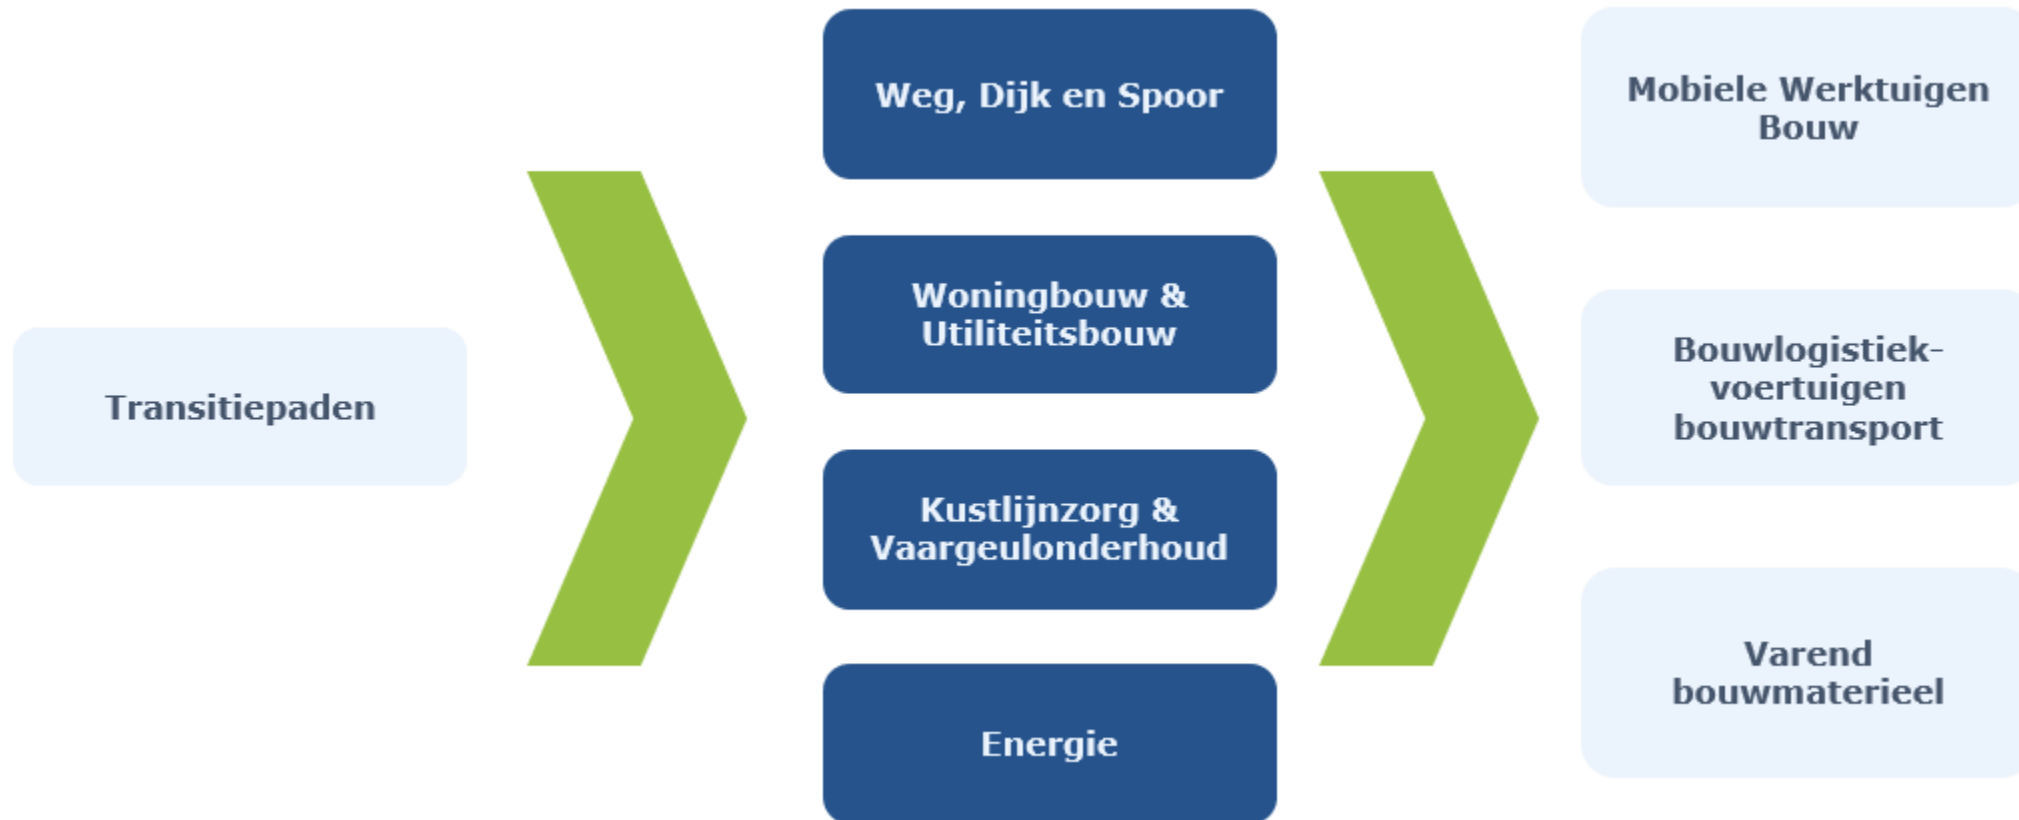 Transitiepaden
Weg, Dijk en Spoor
Woningbouw &
Utiliteitsbouw
Kustlijnzorg &
Vaargeulonderhoud
Energie
Mobiele Werktuigen
Bouw
Bouwlogistiek-
voertuigen
bouwtransport
Varend
bouwmaterieel